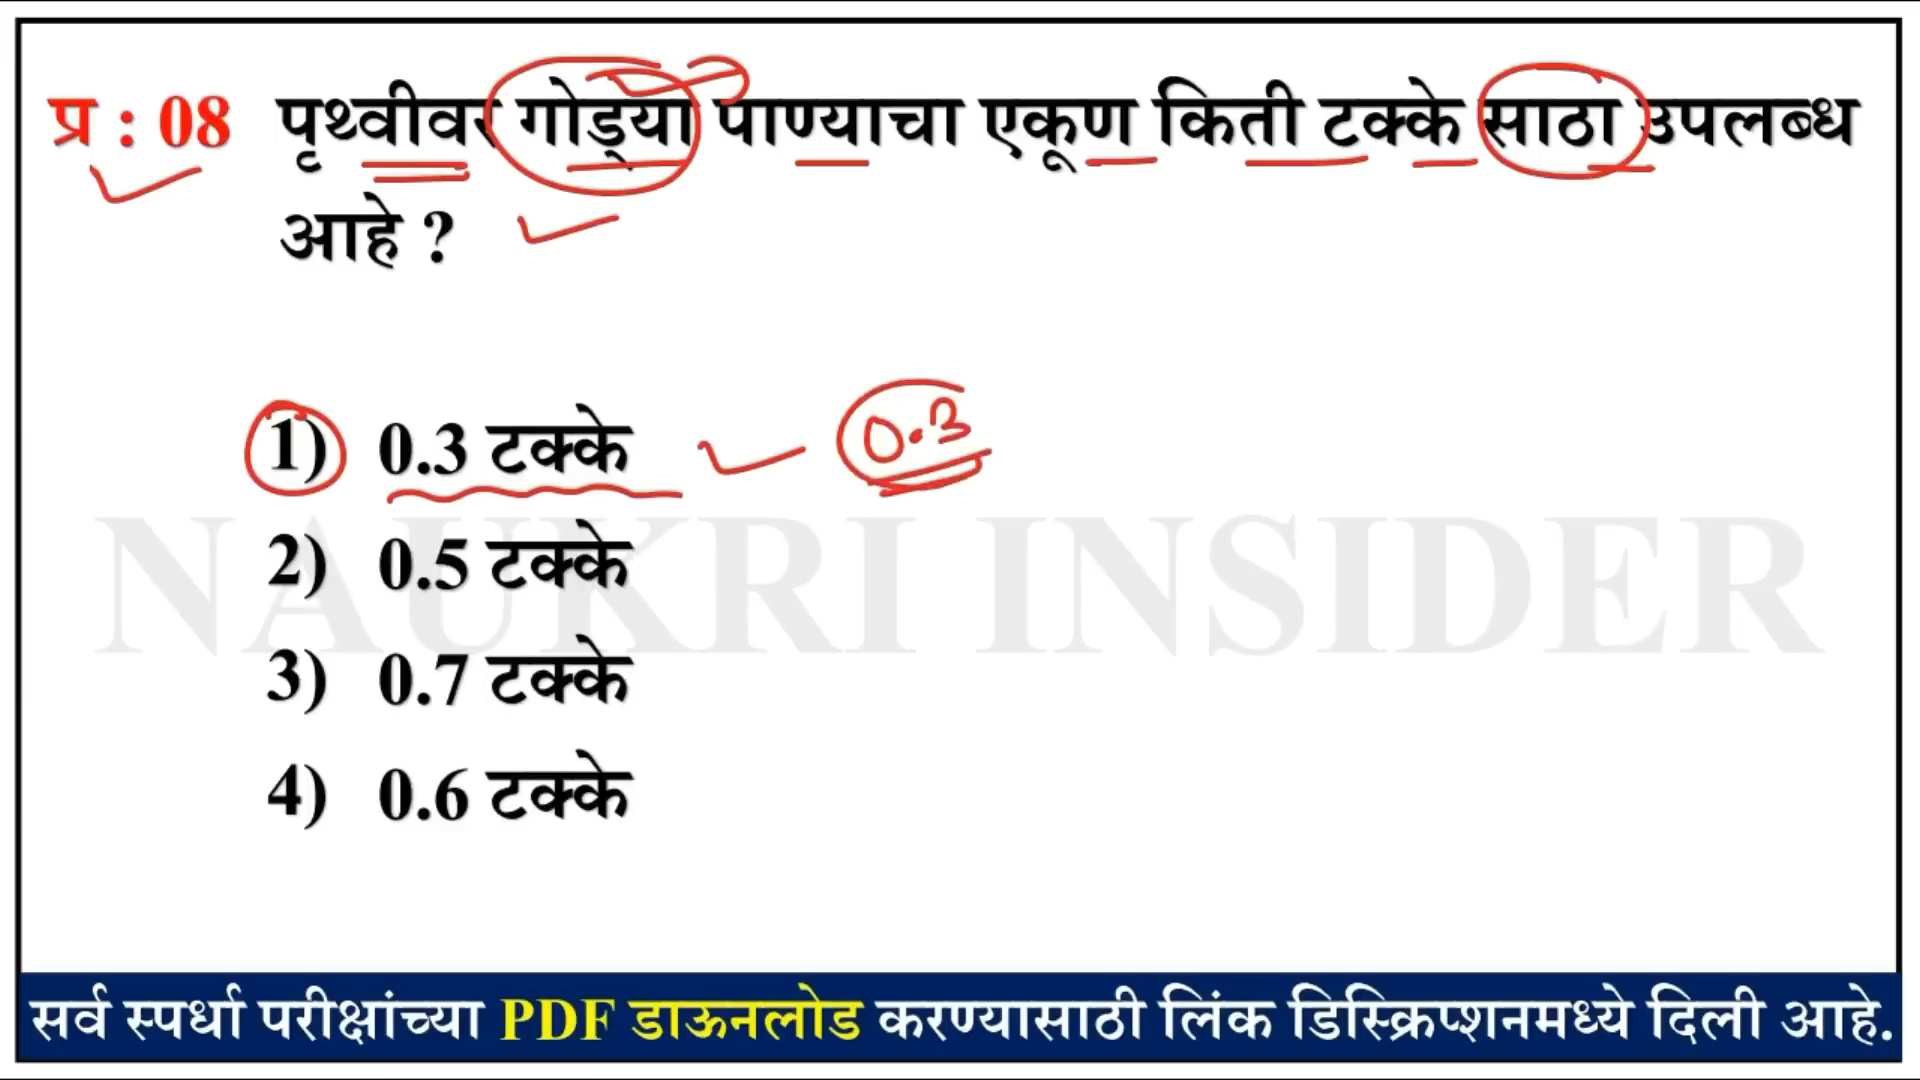 प्र : 08 पृथ्वीवर गोड्या पाण्याचा एकूण किती टक्के साठा उपलब्ध
आहे ?
1) 0.3 टक्के 0.3
2) 0.5 टक्के
NAUKRI INSIDER
3) 0.7 टक्के
4) 0.6 टक्के
सर्व स्पर्धा परीक्षांच्या PDF डाऊनलोड करण्यासाठी लिंक डिस्क्रिप्शनमध्ये दिली आहे.